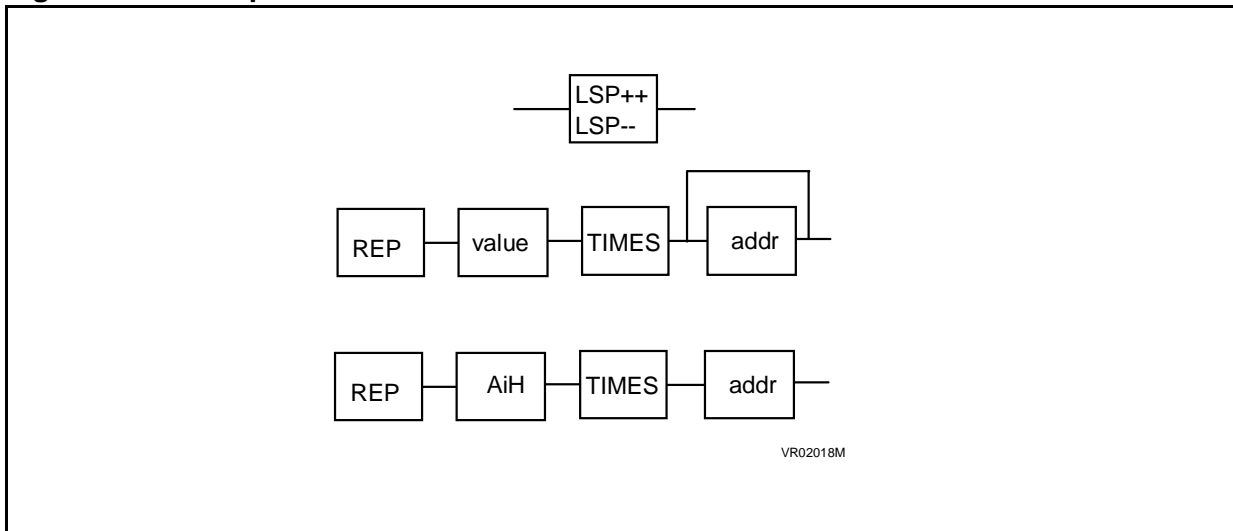 LSP++
LSP--
REP value TIMES addr
REP AiH TIMES addr
VR02018M